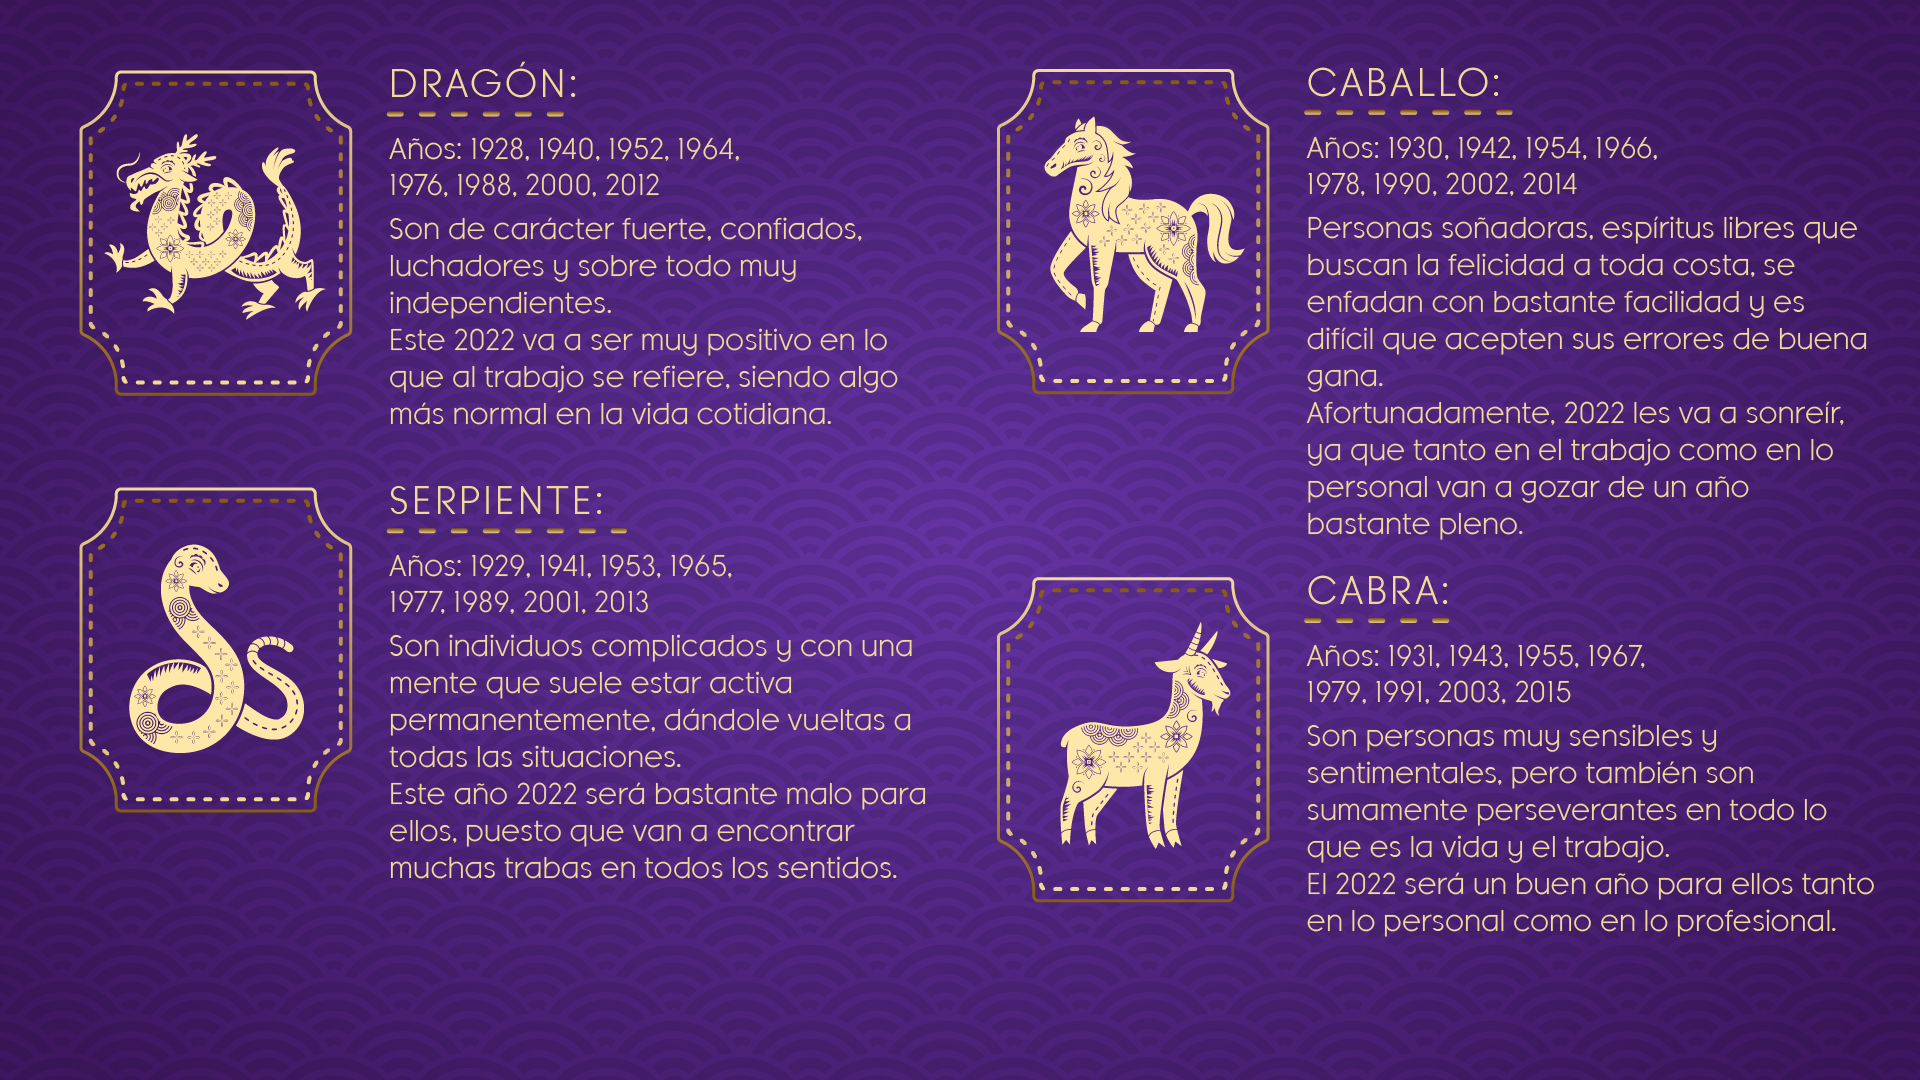 DRAGÓN:
Años: 1928, 1940, 1952, 1964,
1976, 1988, 2000, 2012
Son de carácter fuerte, confiados,
luchadores y sobre todo muy
independientes.
Este 2022 va a ser muy positivo en lo
que al trabajo se refiere, siendo algo
más normal en la vida cotidiana.
SERPIENTE:
Años: 1929, 1941, 1953, 1965,
1977, 1989, 2001, 2013
Son individuos complicados y con una
mente que suele estar activa
permanentemente, dándole vueltas a
todas las situaciones.
Este año 2022 será bastante malo para
ellos, puesto que van a encontrar
muchas trabas en todos los sentidos.
CABALLO:
Años: 1930, 1942, 1954, 1966,
1978, 1990, 2002, 2014
Personas soñadoras, espíritus libres que
buscan la felicidad a toda costa, se
enfadan con bastante facilidad y es
difícil que acepten sus errores de buena
gana.
Afortunadamente, 2022 les va a sonreír,
ya que tanto en el trabajo como en lo
personal van a gozar de un año
bastante pleno.
CABRA:
Años: 1931, 1943, 1955, 1967,
1979, 1991, 2003, 2015
Son personas muy sensibles y
sentimentales, pero también son
sumamente perseverantes en todo lo
que es la vida y el trabajo.
El 2022 será un buen año para ellos tanto
en lo personal como en lo profesional.